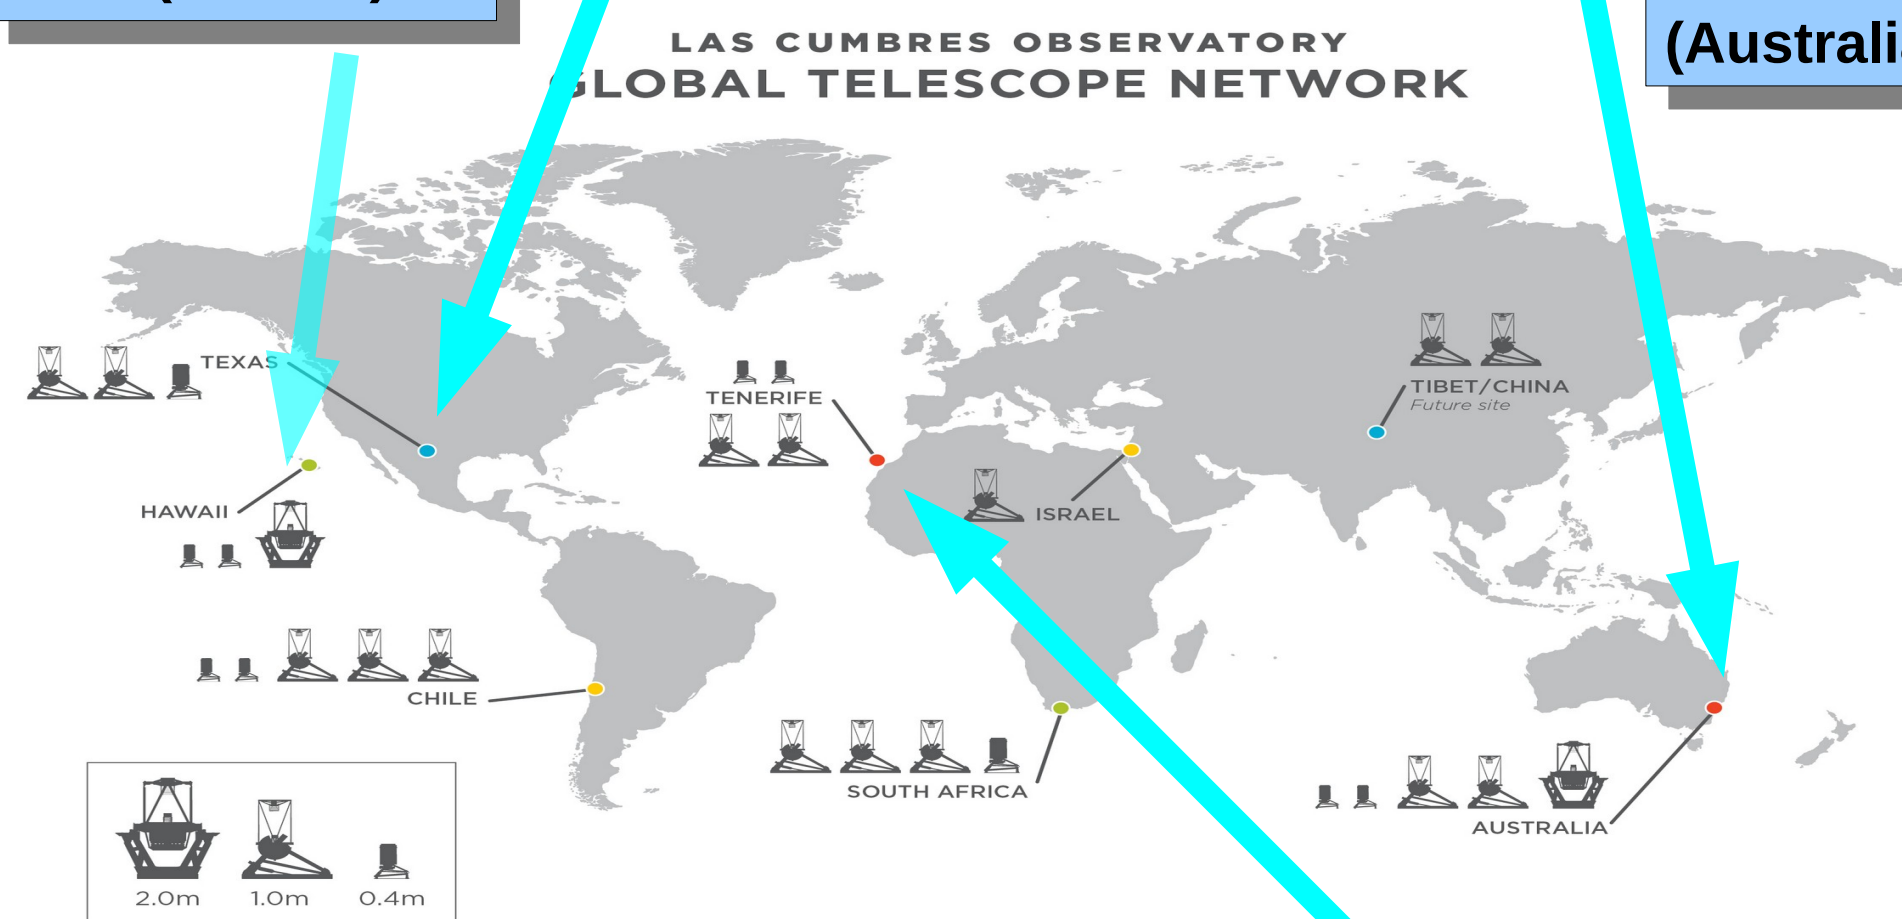 (Australia
LAS CUMBRES OBSERVATORY
GLOBAL TELESCOPE NETWORK
TEXAS
TENERIFE
TIBET/CHINA
Future site
HAWAII
ISRAEL
CHILE
SOUTH AFRICA
AUSTRALIA
2.0m 1.0m 0.4m